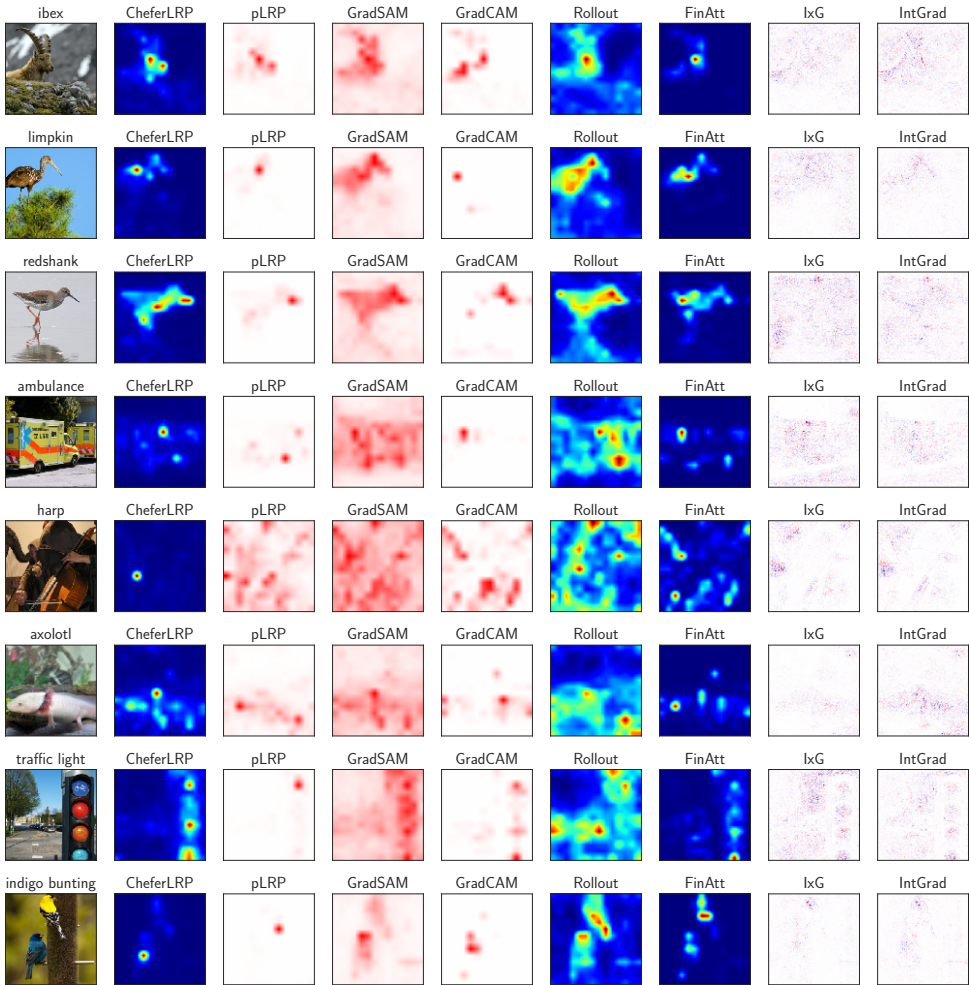 ibex CheferLRP pLRP GradSAM GradCAM Rollout FinAtt IxG IntGrad
limpkin CheferLRP pLRP GradSAM GradCAM Rollout FinAtt IxG IntGrad
redshank CheferLRP pLRP GradSAM GradCAM Rollout FinAtt IxG IntGrad
ambulance CheferLRP pLRP GradSAM GradCAM Rollout FinAtt IxG IntGrad
harp CheferLRP pLRP GradSAM GradCAM Rollout FinAtt IxG IntGrad
axolotl CheferLRP pLRP GradSAM GradCAM Rollout FinAtt IxG IntGrad
traffic light CheferLRP pLRP GradSAM GradCAM Rollout FinAtt IxG IntGrad
indigo bunting CheferLRP pLRP GradSAM GradCAM Rollout FinAtt IxG IntGrad